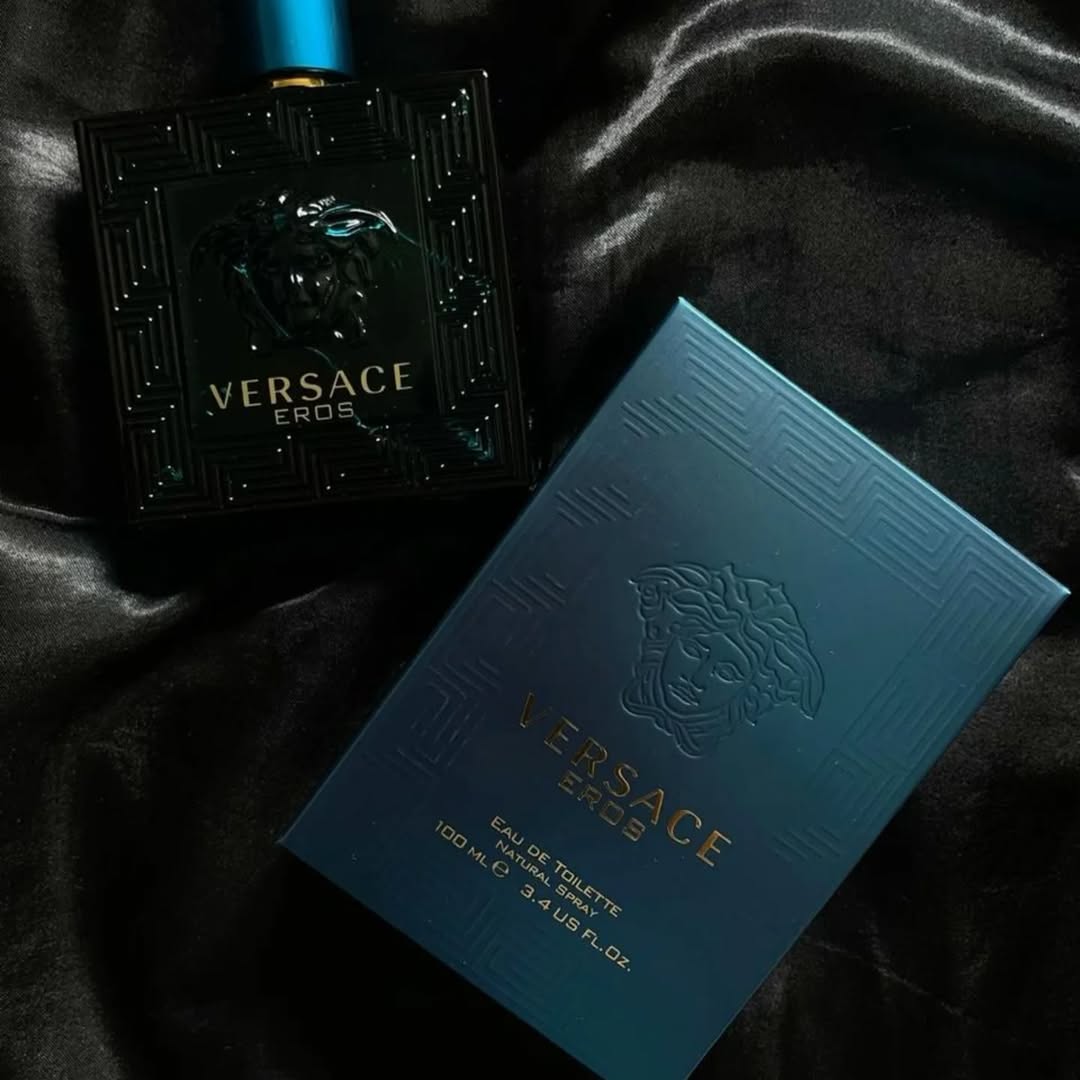 VERSACE
EROS
VERSACE
EROS
EAU DE TOILETTE
NATURAL SPRAY
100 ML ℮ 3.4 US FL.OZ.